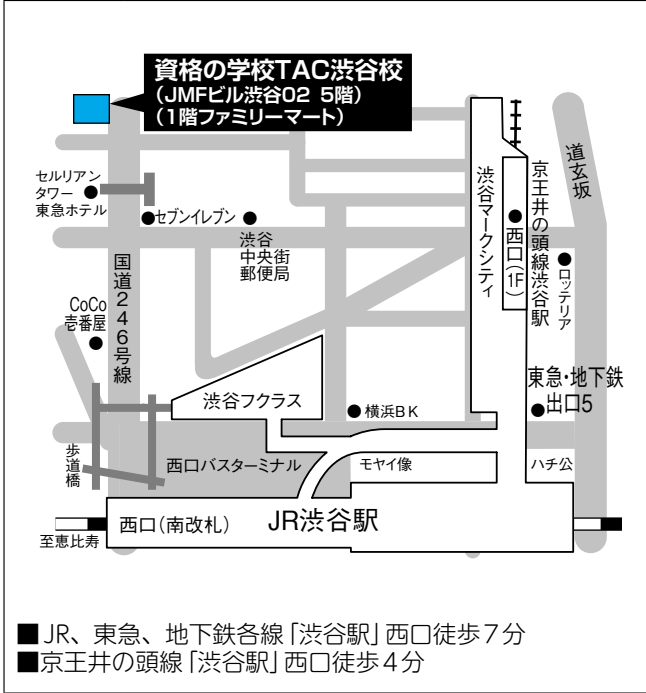 資格の学校TAC渋谷校
(JMFビル渋谷02 5階)
(1階ファミリーマート)
セルリアン
タワー
東急ホテル
セブンイレブン
渋谷
中央街
郵便局
国道246号線
CoCo
壱番屋
渋谷マークシティ
西口(1F)
京王井の頭線渋谷駅
道玄坂
ロッテリア
東急・地下鉄
出口5
渋谷フクラス
横浜BK
歩道橋
西口バスターミナル
モヤイ像
ハチ公
西口(南改札)
JR渋谷駅
至恵比寿
■JR、東急、地下鉄各線「渋谷駅」西口徒歩7分
■京王井の頭線「渋谷駅」西口徒歩4分